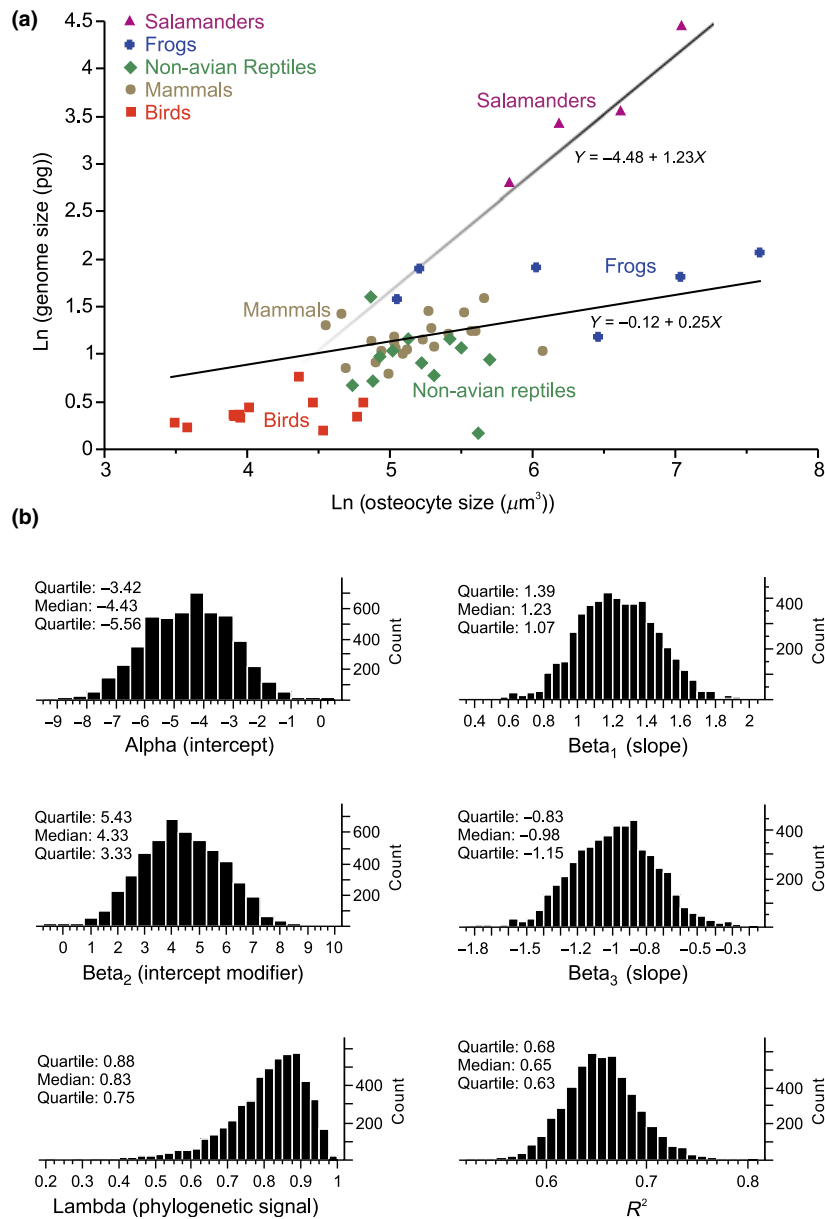 (a)
Salamanders
Frogs
Non-avian Reptiles
Mammals
Birds
4.5
4
3.5
3
2.5
2
1.5
1
0.5
0
Ln (genome size (pg))
Salamanders
Y = –4.48 + 1.23X
Frogs
Mammals
Y = –0.12 + 0.25X
Non-avian reptiles
Birds
3 4 5 6 7 8
Ln (osteocyte size (µm³))
(b)
Quartile: –3.42
Median: –4.43
Quartile: –5.56
600
400
200
Count
–9 –8 –7 –6 –5 –4 –3 –2 –1 0
Alpha (intercept)
Quartile: 1.39
Median: 1.23
Quartile: 1.07
400
200
Count
0.4 0.6 0.8 1 1.2 1.4 1.6 1.8 2
Beta₁ (slope)
Quartile: 5.43
Median: 4.33
Quartile: 3.33
600
400
200
Count
0 1 2 3 4 5 6 7 8 9 10
Beta₂ (intercept modifier)
Quartile: –0.83
Median: –0.98
Quartile: –1.15
400
200
Count
–1.8 –1.5 –1.2 –1 –0.8 –0.5 –0.3
Beta₃ (slope)
Quartile: 0.88
Median: 0.83
Quartile: 0.75
400
200
Count
0.2 0.3 0.4 0.5 0.6 0.7 0.8 0.9 1
Lambda (phylogenetic signal)
Quartile: 0.68
Median: 0.65
Quartile: 0.63
400
200
Count
0.6 0.7 0.8
R²